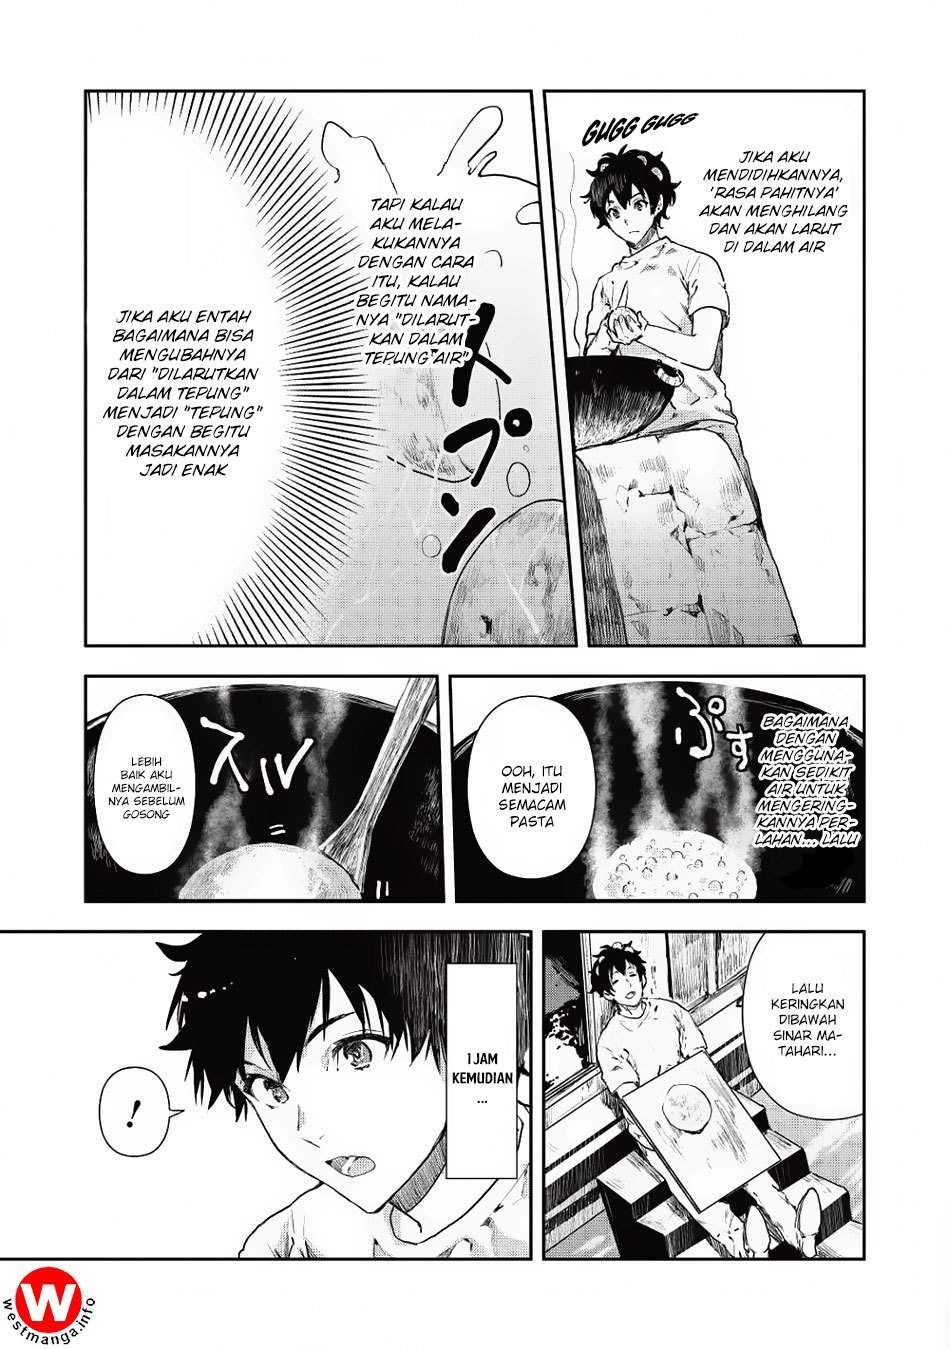 GUGG GUGG
JIKA AKU
MENDIDIHKANNYA,
'RASA PAHITNYA'
AKAN MENGHILANG
DAN AKAN LARUT
DI DALAM AIR
TAPI KALAU
AKU MELA-
KUKANNYA
DENGAN CARA
ITU, KALAU
BEGITU NAMA-
NYA "DILARUT-
KAN DALAM
TEPUNG AIR"
トプン
JIKA AKU ENTAH
BAGAIMANA BISA
MENGUBAHNYA
DARI "DILARUTKAN
DALAM TEPUNG"
MENJADI "TEPUNG"
DENGAN BEGITU
MASAKANNYA
JADI ENAK
BAGAIMANA
DENGAN
MENGGUNA-
KAN SEDIKIT
AIR UNTUK
MENGERING-
KANNYA PER-
LAHAN... LALU
ぷす
OOH, ITU
MENJADI
SEMACAM
PASTA
スル
LEBIH
BAIK AKU
MENGAMBIL-
NYA SEBELUM
GOSONG
LALU
KERINGKAN
DIBAWAH
SINAR MA-
TAHARI...
1 JAM
KEMUDIAN
...
!
W
westmanga.info